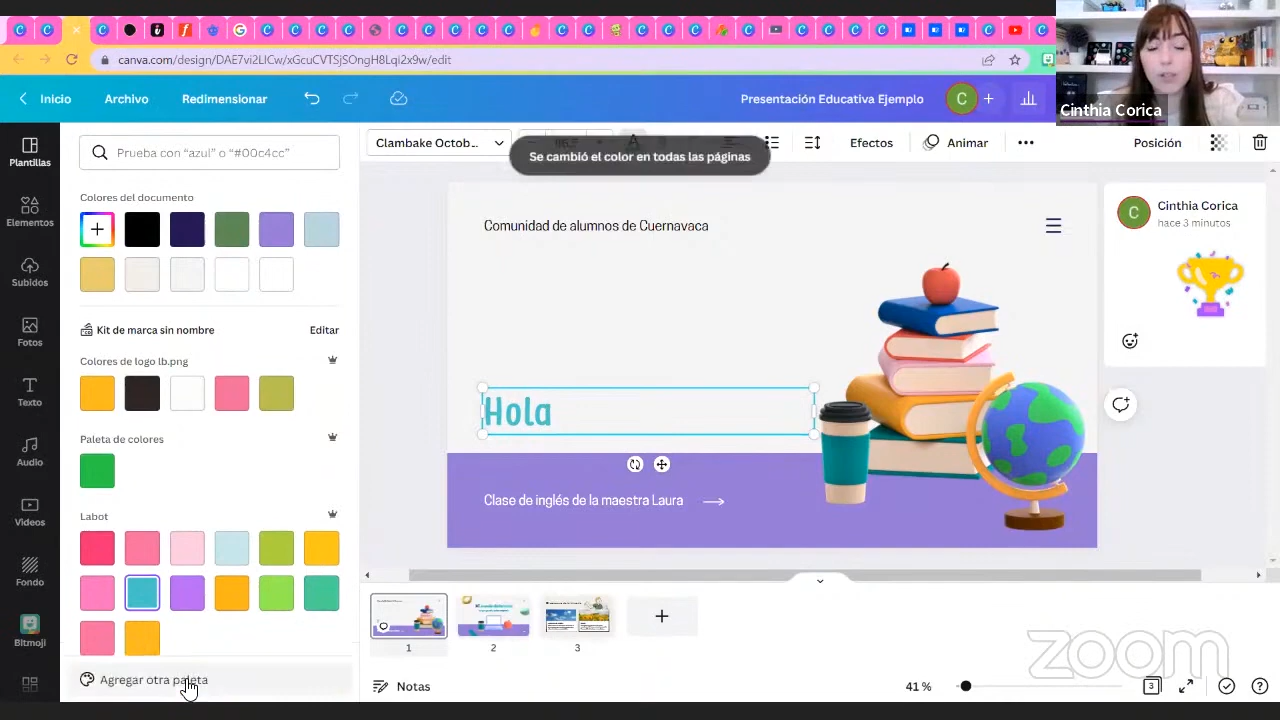 canva.com/design/DAE7vi2LICw/xGcuCVTSjSOngH8Lqi2Xow/edit
Cinthia Corica
Inicio
Archivo
Redimensionar
Presentación Educativa Ejemplo
C
Plantillas
Elementos
Subidos
Fotos
Texto
Audio
Videos
Fondo
Bitmoji
Prueba con “azul” o “#00c4cc”
Clambake Octob...
Se cambió el color en todas las páginas
Efectos
Animar
Posición
Colores del documento
Kit de marca sin nombre
Editar
Colores de logo lb.png
Paleta de colores
Labot
Agregar otra paleta
Comunidad de alumnos de Cuernavaca
Hola
Clase de inglés de la maestra Laura
C
Cinthia Corica
hace 3 minutos
1
2
3
Notas
41 %
3
zoom